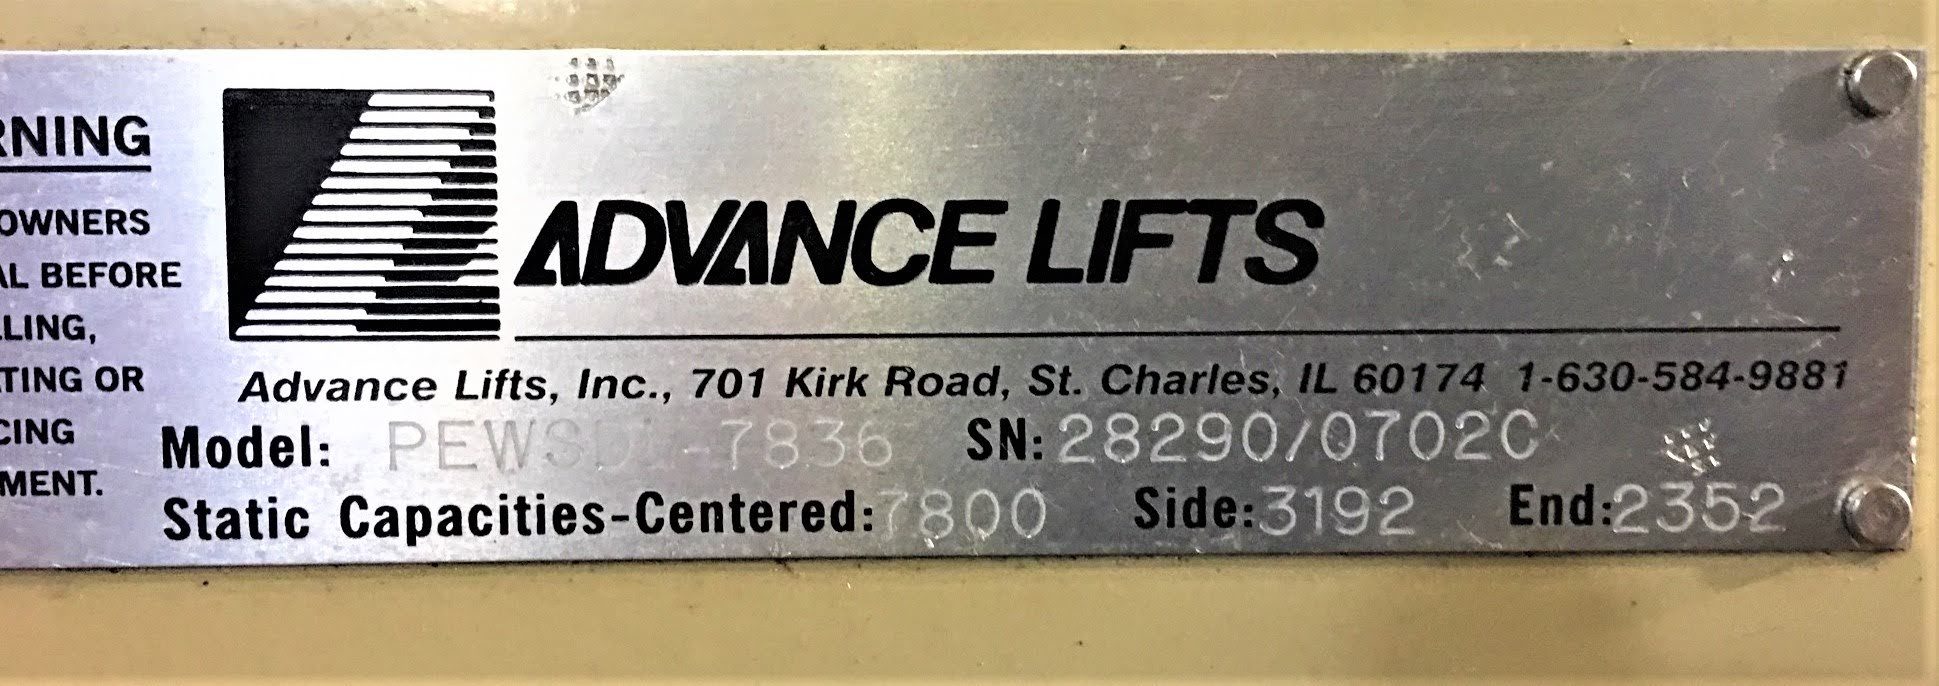 RNING
OWNERS
AL BEFORE
LLING,
TING OR
CING
MENT.
ADVANCE LIFTS
Advance Lifts, Inc., 701 Kirk Road, St. Charles, IL 60174 1-630-584-9881
Model: SN: 28290/0702C
Static Capacities-Centered: 7800 Side: 3192 End: 2352